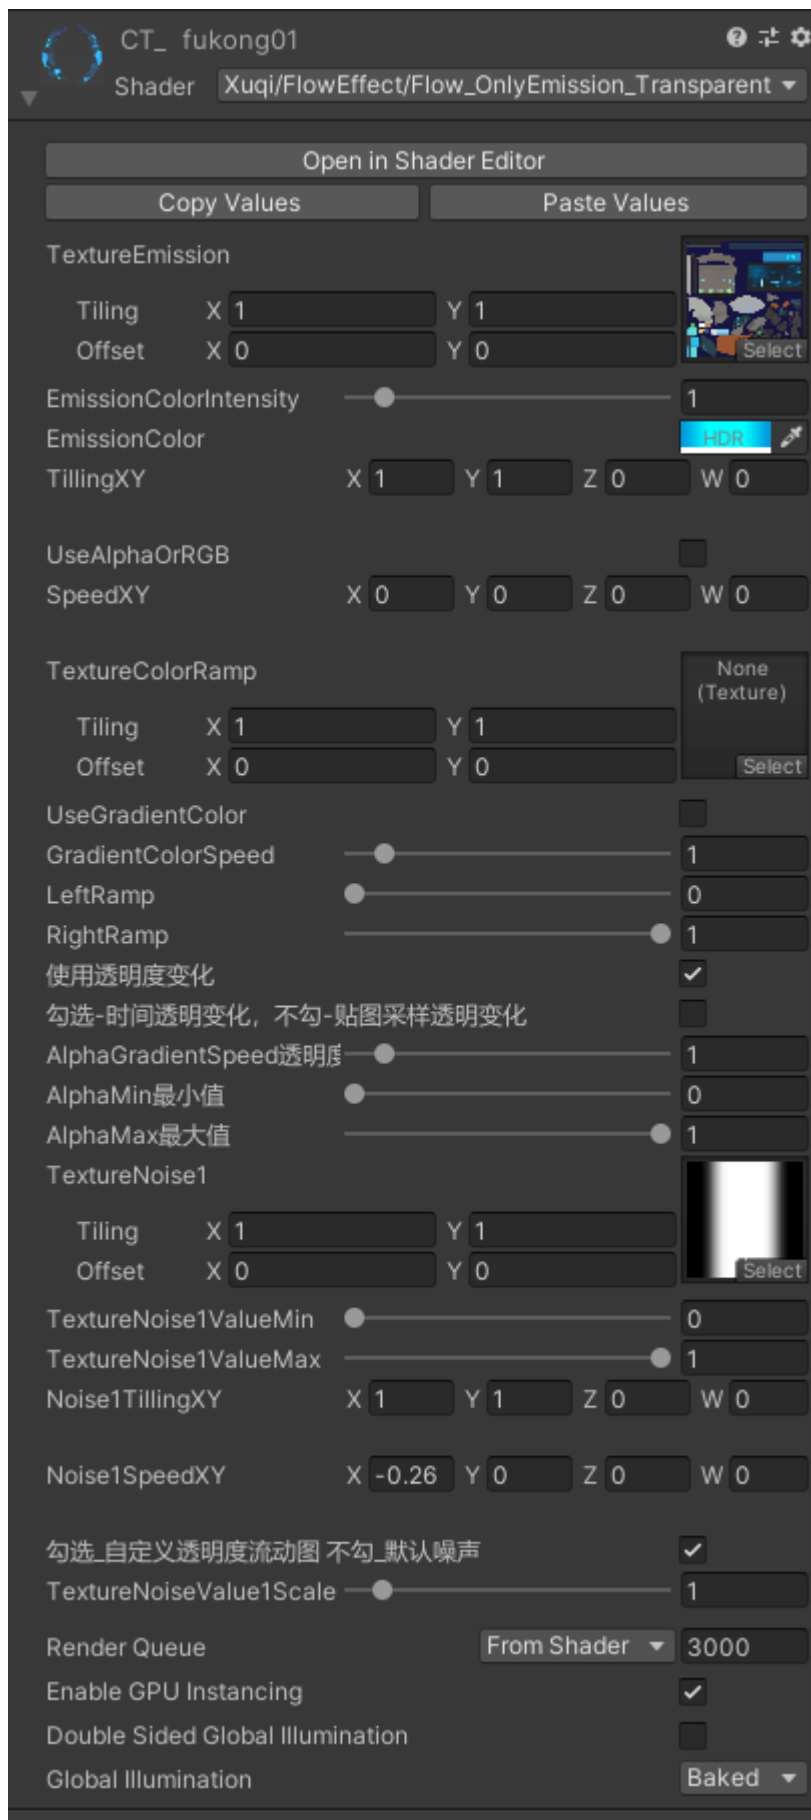 CT_ fukong01
Shader Xuqi/FlowEffect/Flow_OnlyEmission_Transparent
Open in Shader Editor
Copy Values Paste Values
TextureEmission
Tiling X 1 Y 1
Offset X 0 Y 0
Select
EmissionColorIntensity 1
EmissionColor HDR
TillingXY X 1 Y 1 Z 0 W 0
UseAlphaOrRGB
SpeedXY X 0 Y 0 Z 0 W 0
TextureColorRamp None
(Texture)
Tiling X 1 Y 1
Offset X 0 Y 0 Select
UseGradientColor
GradientColorSpeed 1
LeftRamp 0
RightRamp 1
使用透明度变化
勾选-时间透明变化，不勾-贴图采样透明变化
AlphaGradientSpeed透明度 1
AlphaMin最小值 0
AlphaMax最大值 1
TextureNoise1
Tiling X 1 Y 1
Offset X 0 Y 0 Select
TextureNoise1ValueMin 0
TextureNoise1ValueMax 1
Noise1TillingXY X 1 Y 1 Z 0 W 0
Noise1SpeedXY X -0.26 Y 0 Z 0 W 0
勾选_自定义透明度流动图 不勾_默认噪声
TextureNoiseValue1Scale 1
Render Queue From Shader 3000
Enable GPU Instancing
Double Sided Global Illumination
Global Illumination Baked